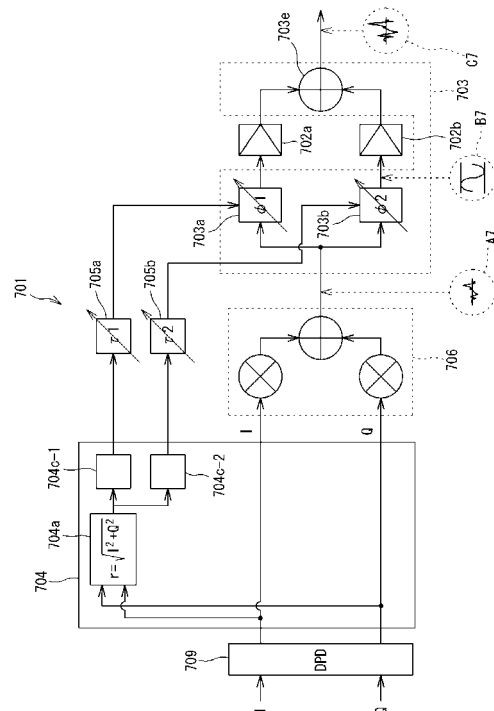 701
704
704a
r=√I²+Q²
704c-1
704c-2
705a
τ1
705b
τ2
703a
φ1
703b
φ2
702a
702b
703e
703
C7
B7
A7
706
I
Q
709
DPD
I
Q